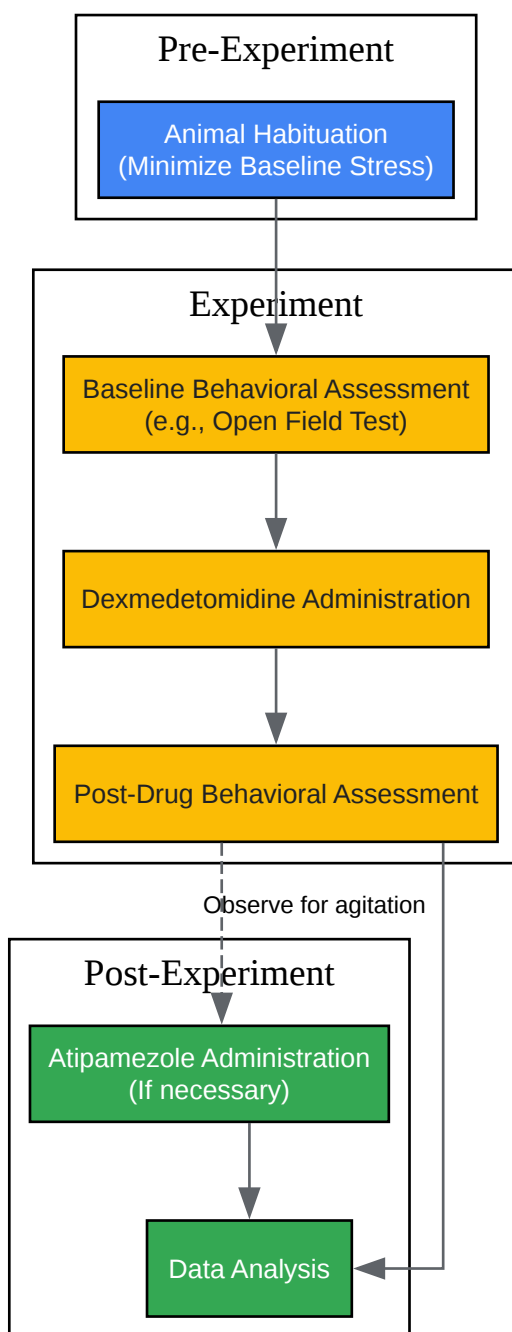 Pre-Experiment
Animal Habituation
(Minimize Baseline Stress)
Experiment
Baseline Behavioral Assessment
(e.g., Open Field Test)
Dexmedetomidine Administration
Post-Drug Behavioral Assessment
Observe for agitation
Post-Experiment
Atipamezole Administration
(If necessary)
Data Analysis